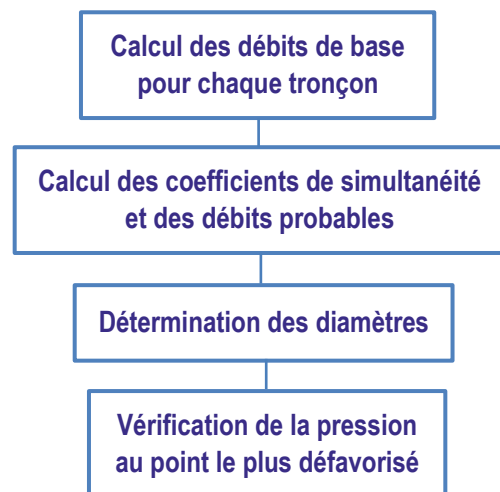 Calcul des débits de base
pour chaque tronçon
Calcul des coefficients de simultanéité
et des débits probables
Détermination des diamètres
Vérification de la pression
au point le plus défavorisé